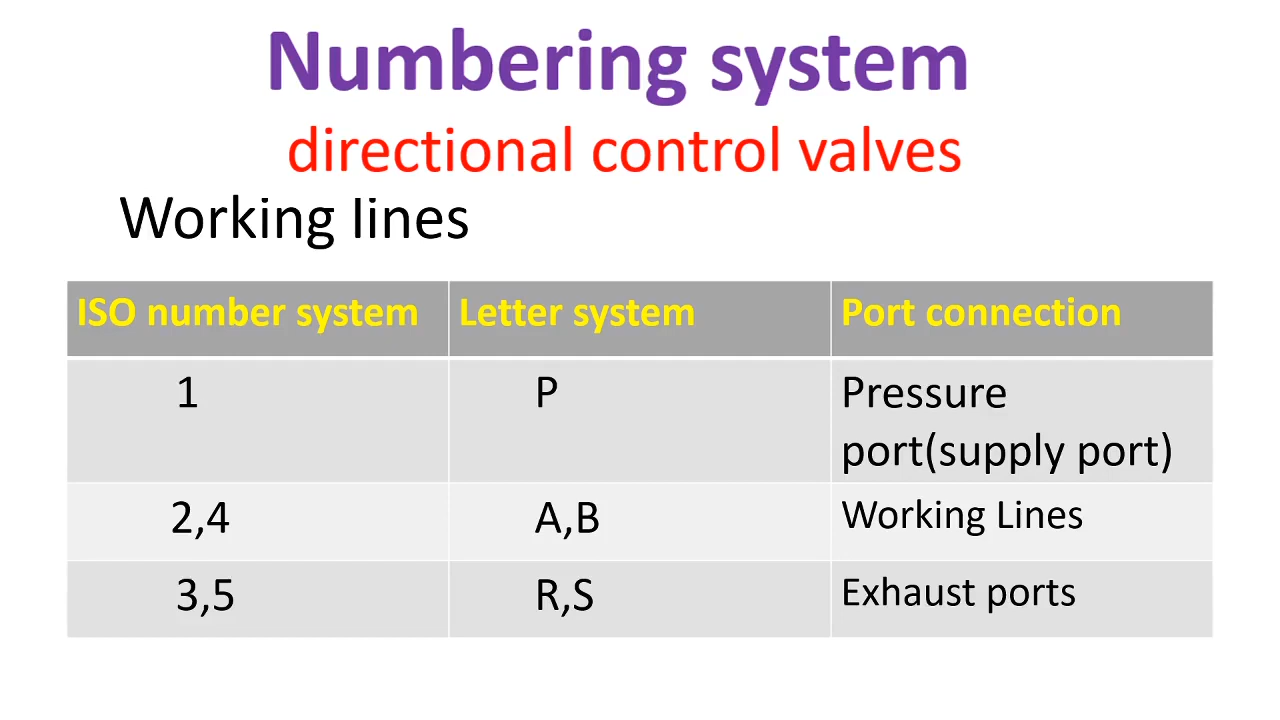 Numbering system
directional control valves
Working lines
ISO number system Letter system Port connection
1 P Pressure
port(supply port)
2,4 A,B Working Lines
3,5 R,S Exhaust ports